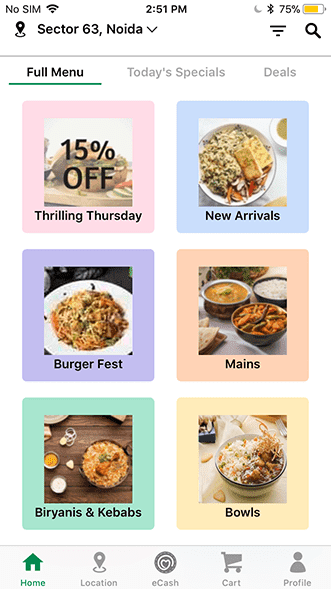 No SIM 2:51 PM 75%
Sector 63, Noida
Full Menu Today's Specials Deals
15%
OFF
Thrilling Thursday New Arrivals
Burger Fest Mains
Biryanis & Kebabs Bowls
Home Location eCash Cart Profile